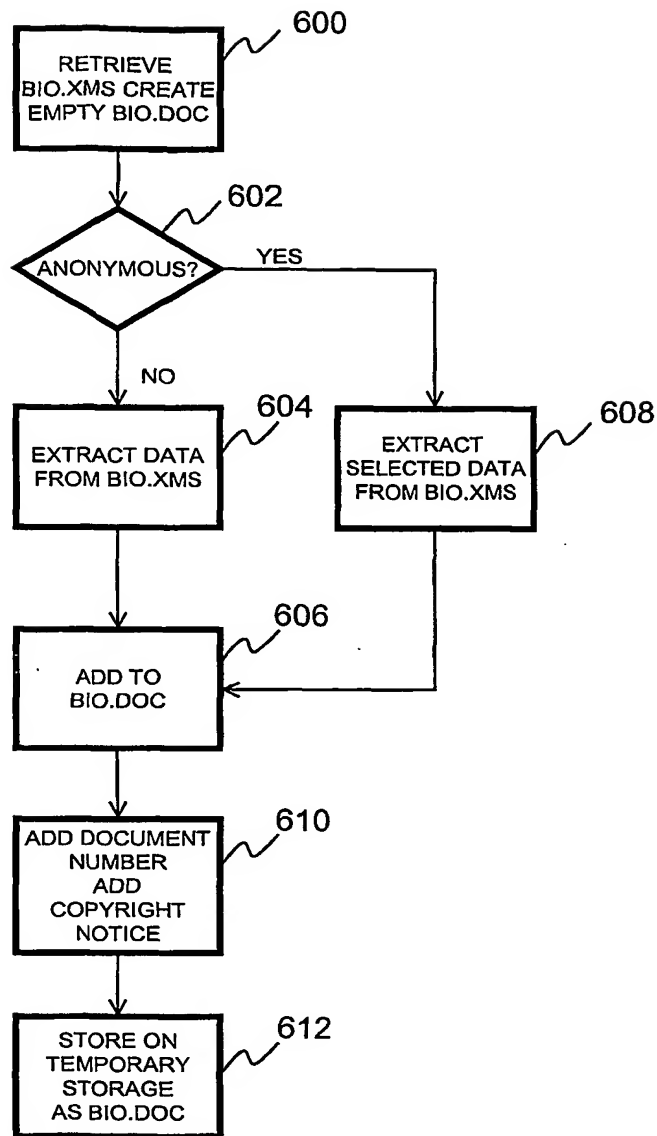 600
RETRIEVE
BIO.XMS CREATE
EMPTY BIO.DOC
602
ANONYMOUS?
YES
NO
604
EXTRACT DATA
FROM BIO.XMS
608
EXTRACT
SELECTED DATA
FROM BIO.XMS
606
ADD TO
BIO.DOC
610
ADD DOCUMENT
NUMBER
ADD
COPYRIGHT
NOTICE
612
STORE ON
TEMPORARY
STORAGE
AS BIO.DOC